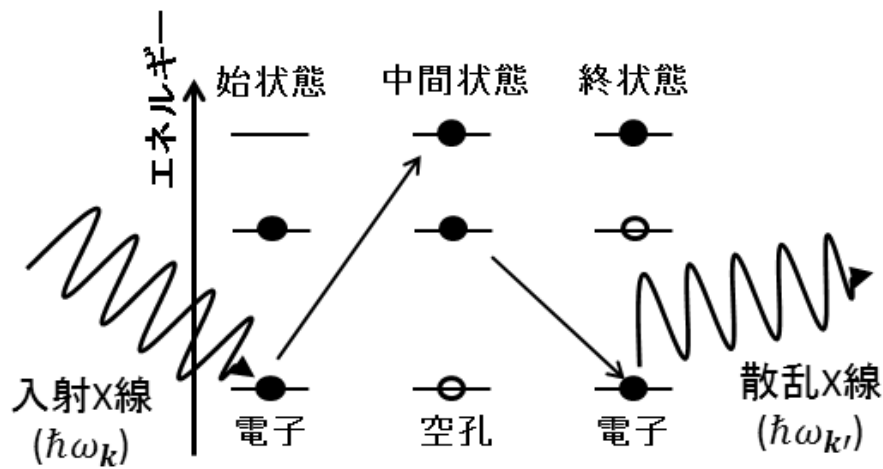 エネルギー
始状態 中間状態 終状態
入射X線
(ħω𝒌)
電子 空孔 電子
散乱X線
(ħω𝒌′)